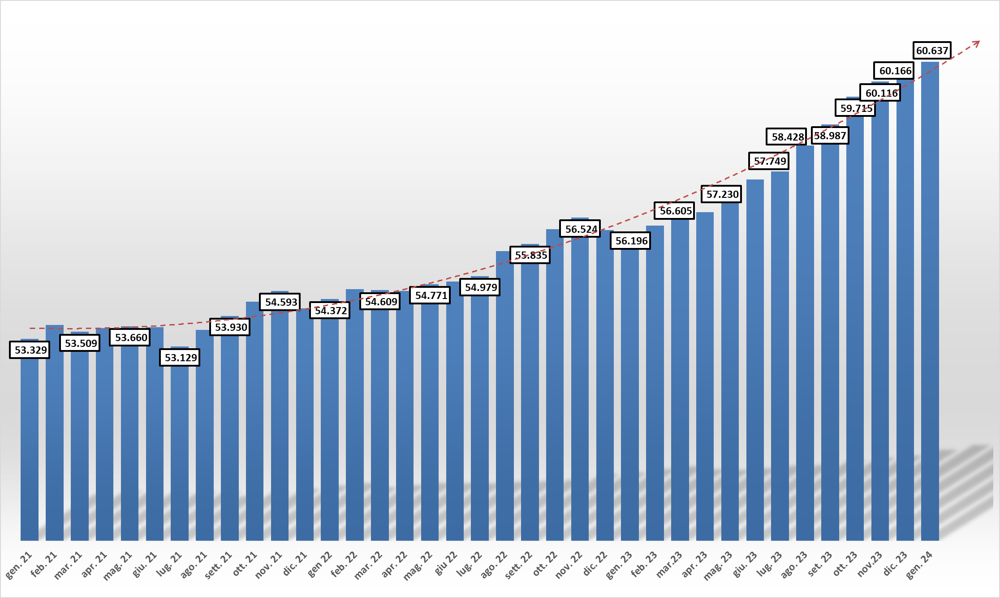 60.637
60.166
60.116
59.715
58.428
58.987
57.749
57.230
56.605
56.524
56.196
55.835
54.979
54.771
54.609
54.593
54.372
53.930
53.660
53.509
53.329
53.129
gen. 21
feb. 21
mar. 21
apr. 21
mag. 21
giu. 21
lug. 21
ago. 21
sett. 21
ott. 21
nov. 21
dic. 21
gen 22
feb. 22
mar. 22
apr. 22
mag. 22
giu 22
lug. 22
ago. 22
sett. 22
ott. 22
nov. 22
dic. 22
gen. 23
feb. 23
mar.23
apr. 23
mag. 23
giu. 23
lug. 23
ago. 23
set. 23
ott. 23
nov.23
dic. 23
gen. 24